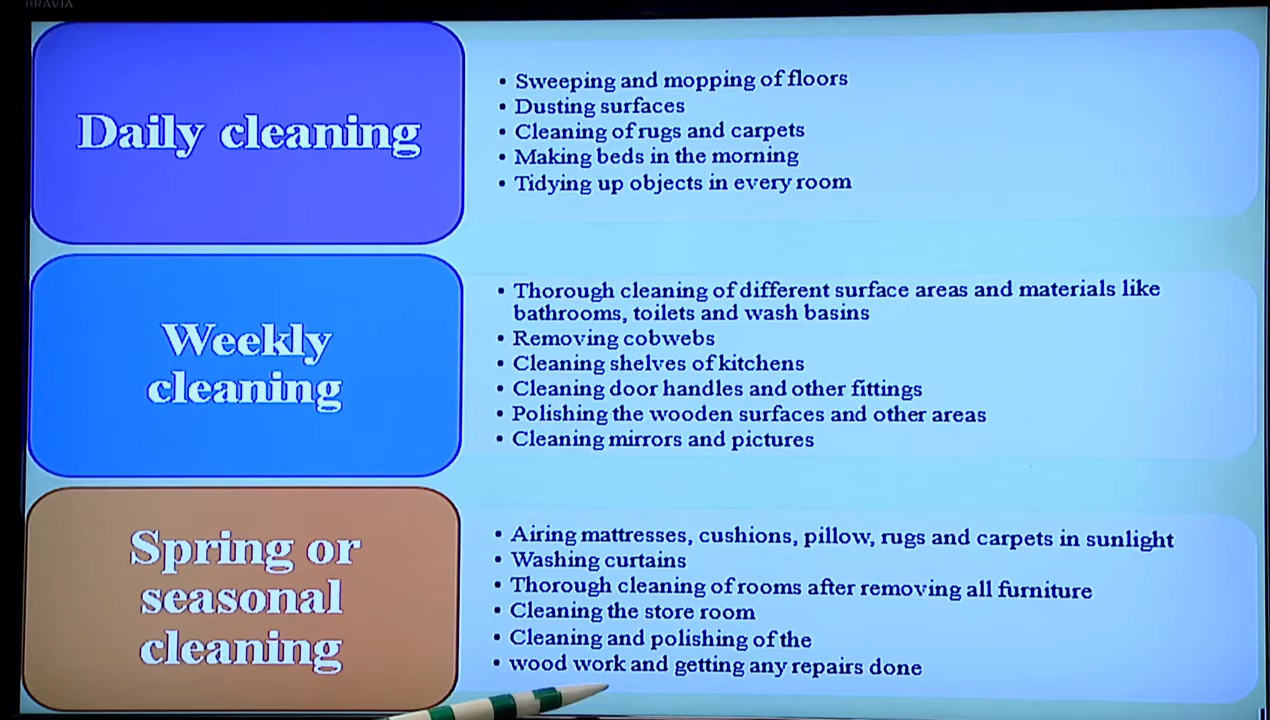 BRAVIA
Daily cleaning
• Sweeping and mopping of floors
• Dusting surfaces
• Cleaning of rugs and carpets
• Making beds in the morning
• Tidying up objects in every room
Weekly
cleaning
• Thorough cleaning of different surface areas and materials like
bathrooms, toilets and wash basins
• Removing cobwebs
• Cleaning shelves of kitchens
• Cleaning door handles and other fittings
• Polishing the wooden surfaces and other areas
• Cleaning mirrors and pictures
Spring or
seasonal
cleaning
• Airing mattresses, cushions, pillow, rugs and carpets in sunlight
• Washing curtains
• Thorough cleaning of rooms after removing all furniture
• Cleaning the store room
• Cleaning and polishing of the
• wood work and getting any repairs done